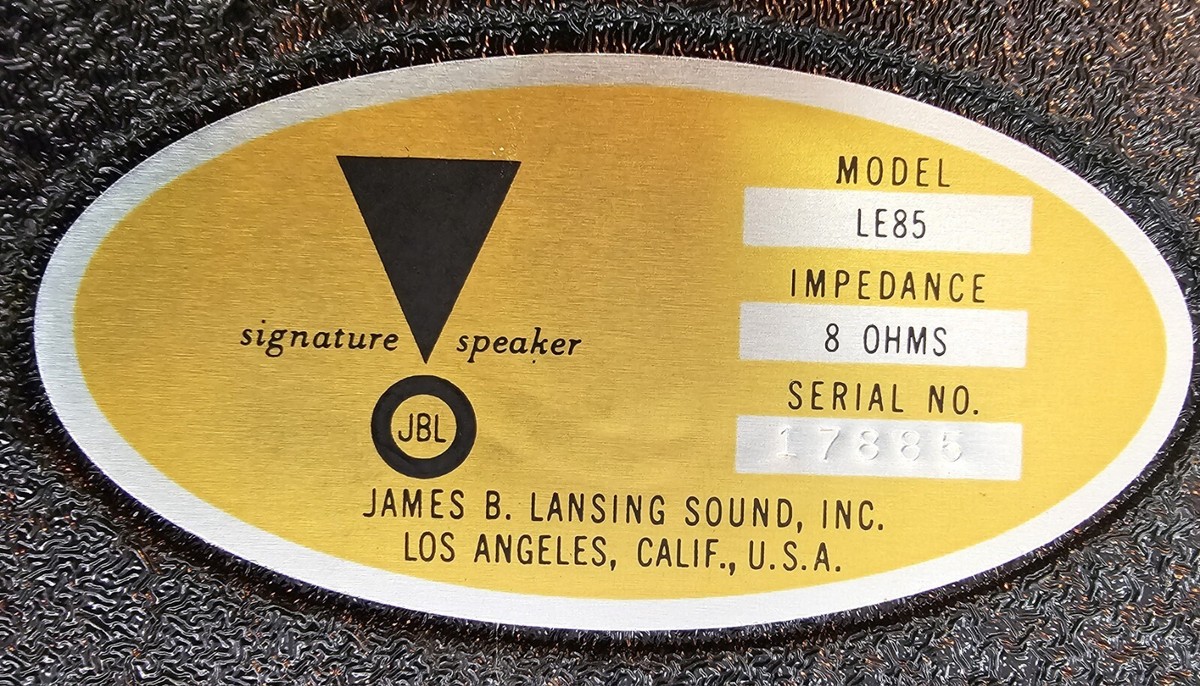 signature speaker
JBL
JAMES B. LANSING SOUND, INC.
LOS ANGELES, CALIF., U.S.A.
MODEL
LE85
IMPEDANCE
8 OHMS
SERIAL NO.
17885